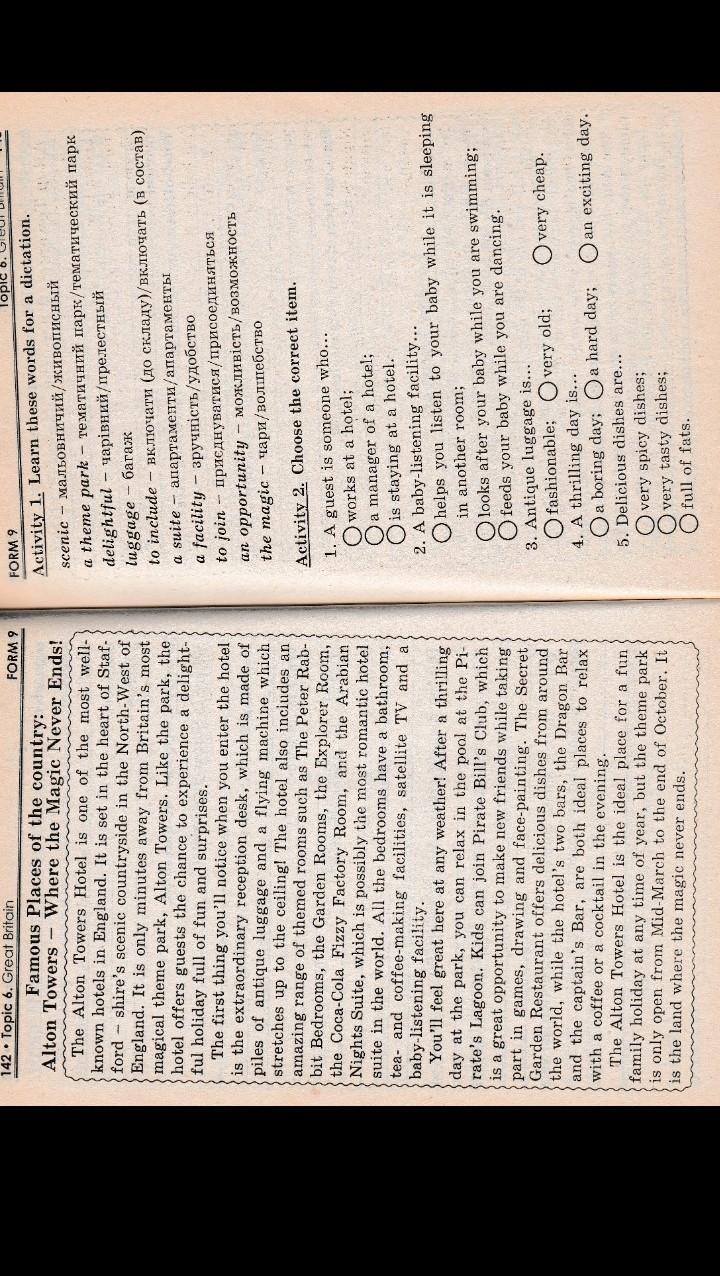 142 • Topic 6. Great Britain
FORM 9
Famous Places of the country:
Alton Towers – Where the Magic Never Ends!
The Alton Towers Hotel is one of the most well-
known hotels in England. It is set in the heart of Staf-
ford – shire's scenic countryside in the North-West of
England. It is only minutes away from Britain's most
magical theme park, Alton Towers. Like the park, the
hotel offers guests the chance to experience a delight-
ful holiday full of fun and surprises.
The first thing you'll notice when you enter the hotel
is the extraordinary reception desk, which is made of
piles of antique luggage and a flying machine which
stretches up to the ceiling! The hotel also includes an
amazing range of themed rooms such as The Peter Rab-
bit Bedrooms, the Garden Rooms, the Explorer Room,
the Coca-Cola Fizzy Factory Room, and the Arabian
Nights Suite, which is possibly the most romantic hotel
suite in the world. All the bedrooms have a bathroom,
tea- and coffee-making facilities, satellite TV and a
baby-listening facility.
You'll feel great here at any weather! After a thrilling
day at the park, you can relax in the pool at the Pi-
rate's Lagoon. Kids can join Pirate Bill's Club, which
is a great opportunity to make new friends while taking
part in games, drawing and face-painting. The Secret
Garden Restaurant offers delicious dishes from around
the world, while the hotel's two bars, the Dragon Bar
and the captain's Bar, are both ideal places to relax
with a coffee or a cocktail in the evening.
The Alton Towers Hotel is the ideal place for a fun
family holiday at any time of year, but the theme park
is only open from Mid-March to the end of October. It
is the land where the magic never ends.
FORM 9
Topic 6. Great Britain
Activity 1. Learn these words for a dictation.
scenic – мальовничий/живописный
a theme park – тематичний парк/тематический парк
delightful – чарівний/прелестный
luggage – багаж
to include – включати (до складу)/включать (в состав)
a suite – апартаменти/апартаменты
a facility – зручність/удобство
to join – приєднуватися/присоединяться
an opportunity – можливість/возможность
the magic – чари/волшебство
Activity 2. Choose the correct item.
1. A guest is someone who...
works at a hotel;
a manager of a hotel;
is staying at a hotel.
2. A baby-listening facility...
helps you listen to your baby while it is sleeping
in another room;
looks after your baby while you are swimming;
feeds your baby while you are dancing.
3. Antique luggage is...
fashionable; very old; very cheap.
4. A thrilling day is...
a boring day; a hard day; an exciting day.
5. Delicious dishes are...
very spicy dishes;
very tasty dishes;
full of fats.